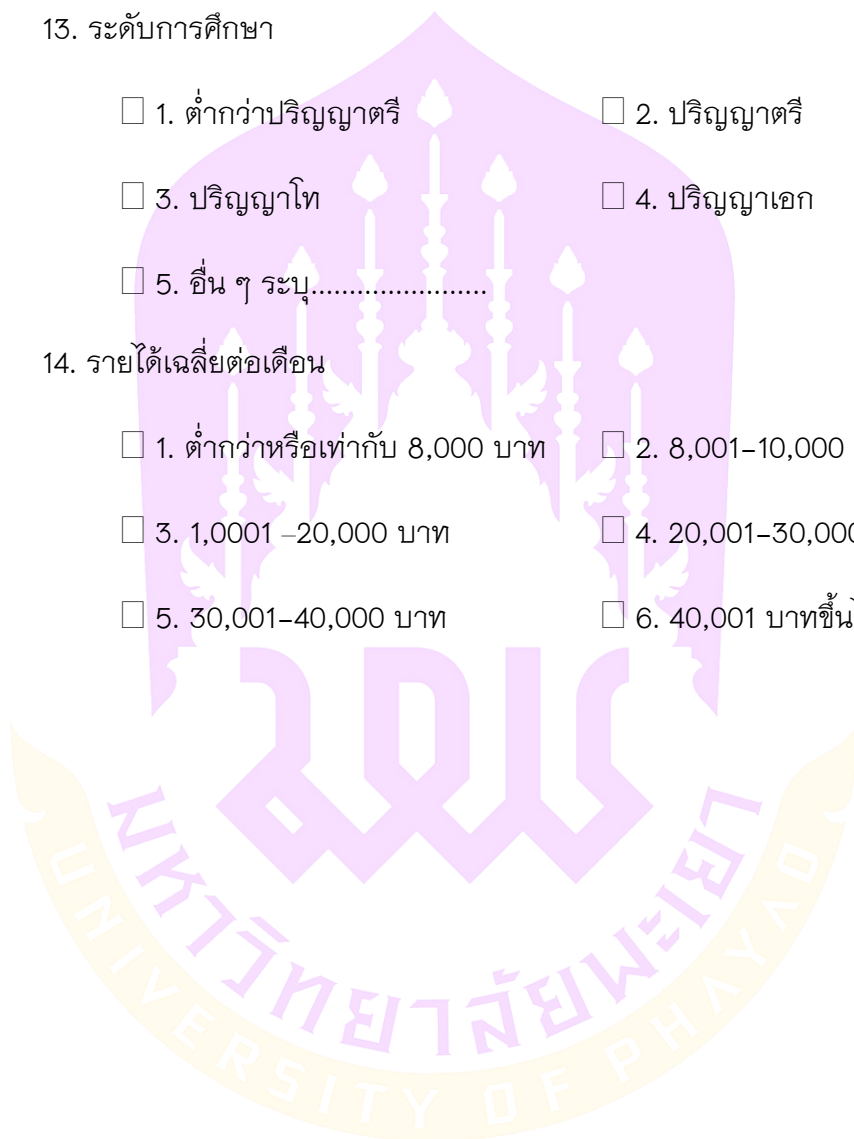 13. ระดับการศึกษา
☐ 1. ต่ำกว่าปริญญาตรี ☐ 2. ปริญญาตรี
☐ 3. ปริญญาโท ☐ 4. ปริญญาเอก
☐ 5. อื่น ๆ ระบุ.......................
14. รายได้เฉลี่ยต่อเดือน
☐ 1. ต่ำกว่าหรือเท่ากับ 8,000 บาท ☐ 2. 8,001-10,000
☐ 3. 1,0001 –20,000 บาท ☐ 4. 20,001-30,000
☐ 5. 30,001-40,000 บาท ☐ 6. 40,001 บาทขึ้น
มหาวิทยาลัยพะเยา
UNIVERSITY OF PHAYAO